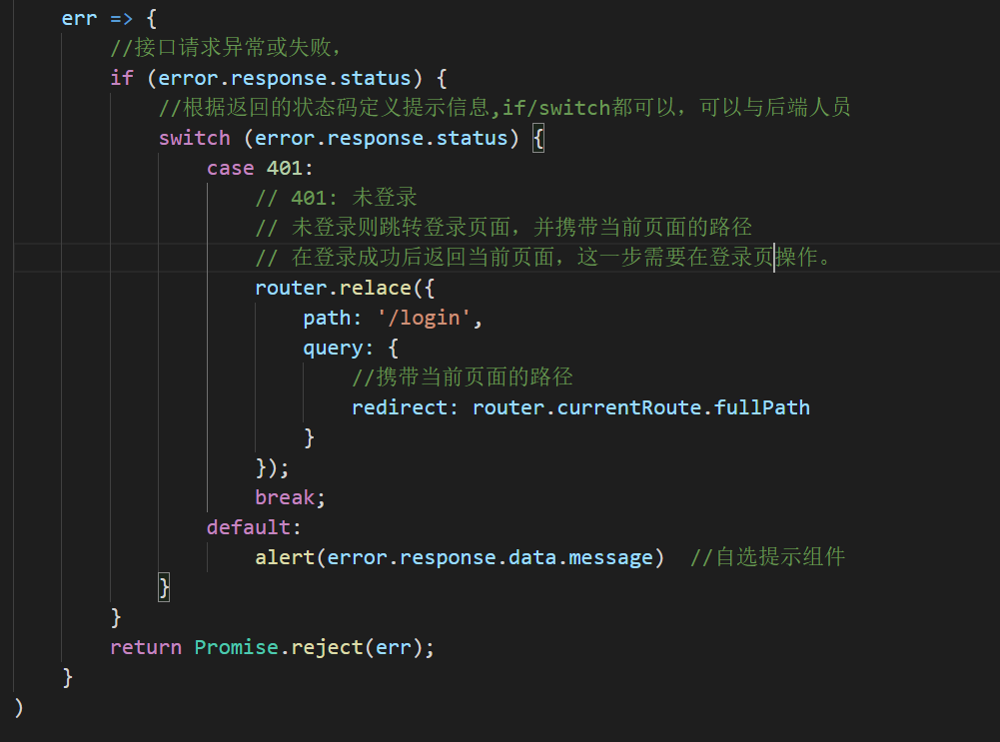 err => {
//接口请求异常或失败，
if (error.response.status) {
//根据返回的状态码定义提示信息,if/switch都可以，可以与后端人员
switch (error.response.status) {
case 401:
// 401: 未登录
// 未登录则跳转登录页面，并携带当前页面的路径
// 在登录成功后返回当前页面，这一步需要在登录页操作。
router.relace({
path: '/login',
query: {
//携带当前页面的路径
redirect: router.currentRoute.fullPath
}
});
break;
default:
alert(error.response.data.message) //自选提示组件
}
}
return Promise.reject(err);
}
)